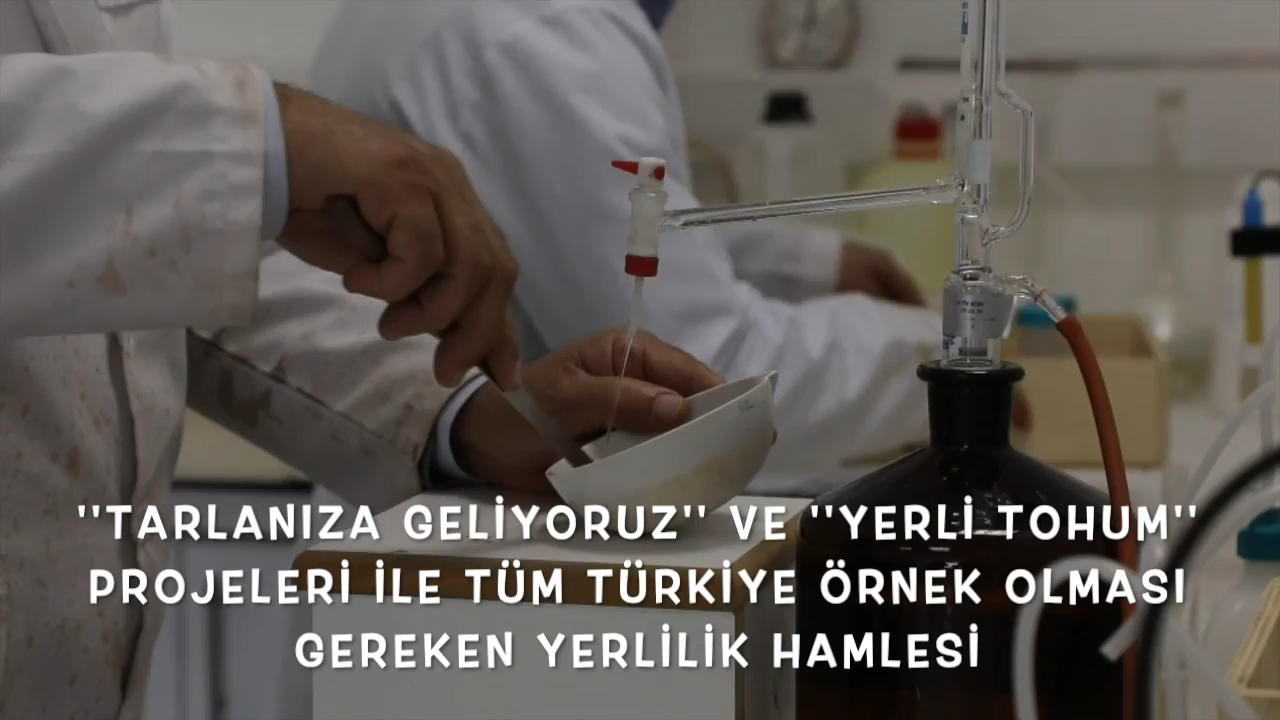 ''TARLANIZA GELİYORUZ'' VE ''YERLİ TOHUM''
PROJELERİ İLE TÜM TÜRKİYE ÖRNEK OLMASI
GEREKEN YERLİLİK HAMLESİ